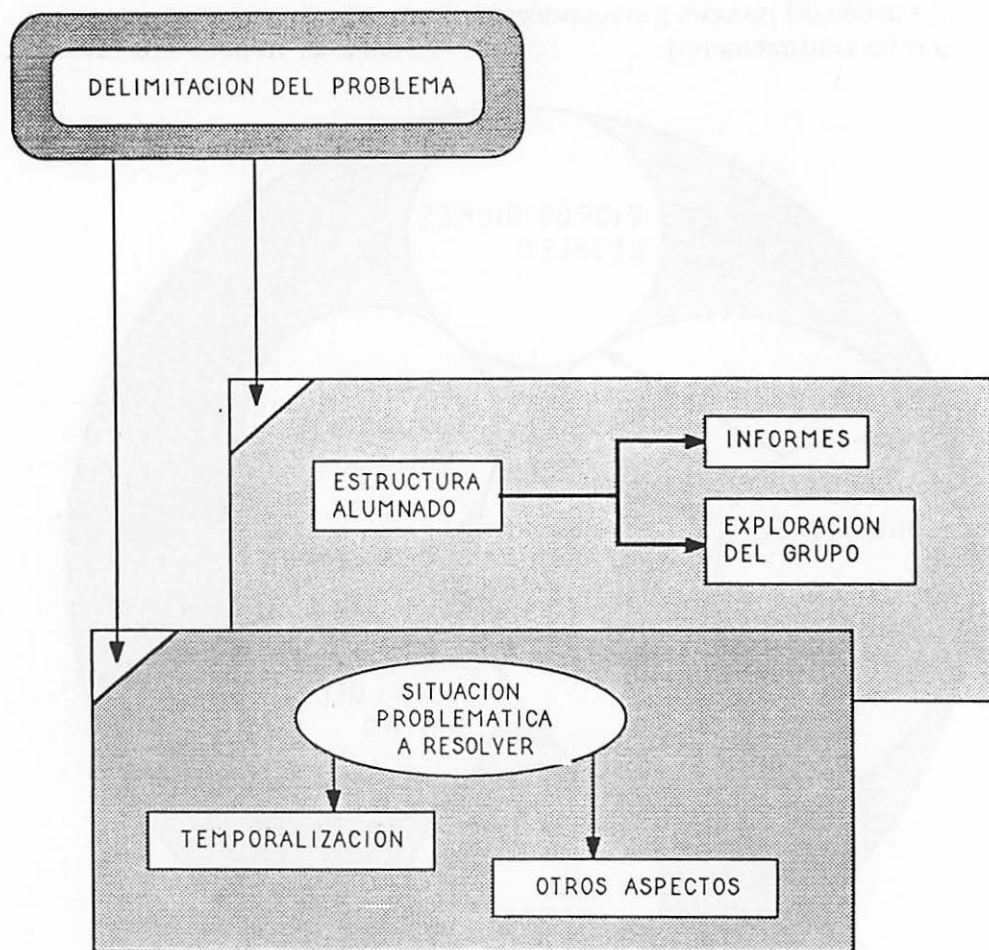 DELIMITACION DEL PROBLEMA
ESTRUCTURA
ALUMNADO
INFORMES
EXPLORACION
DEL GRUPO
SITUACION
PROBLEMATICA
A RESOLVER
TEMPORALIZACION
OTROS ASPECTOS